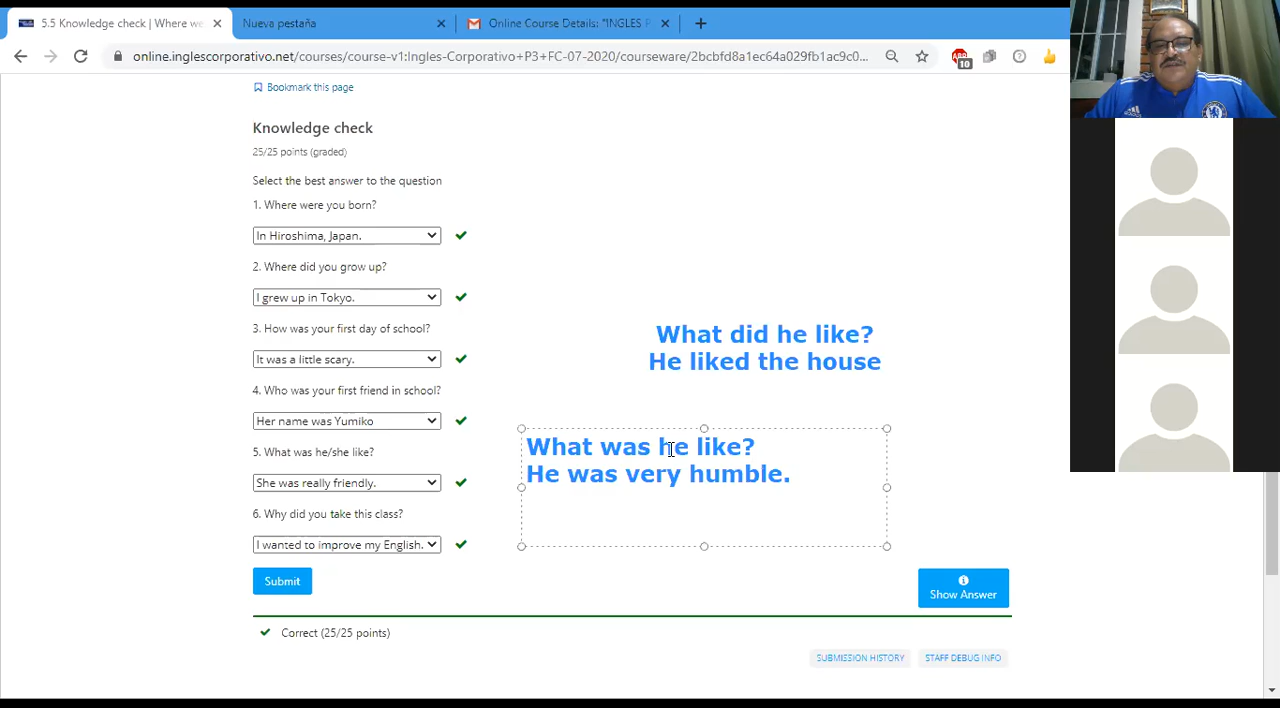 5.5 Knowledge check | Where we
Nueva pestaña
Online Course Details: "INGLES P
online.inglescorporativo.net/courses/course-v1:Ingles-Corporativo+P3+FC-07-2020/courseware/2bcbfd8a1ec64a029fb1ac9c0...
10
Bookmark this page
Knowledge check
25/25 points (graded)
Select the best answer to the question
1. Where were you born?
In Hiroshima, Japan.
2. Where did you grow up?
I grew up in Tokyo.
3. How was your first day of school?
It was a little scary.
4. Who was your first friend in school?
Her name was Yumiko
5. What was he/she like?
She was really friendly.
6. Why did you take this class?
I wanted to improve my English.
What did he like?
He liked the house
What was he like?
He was very humble.
Submit
Show Answer
Correct (25/25 points)
SUBMISSION HISTORY
STAFF DEBUG INFO